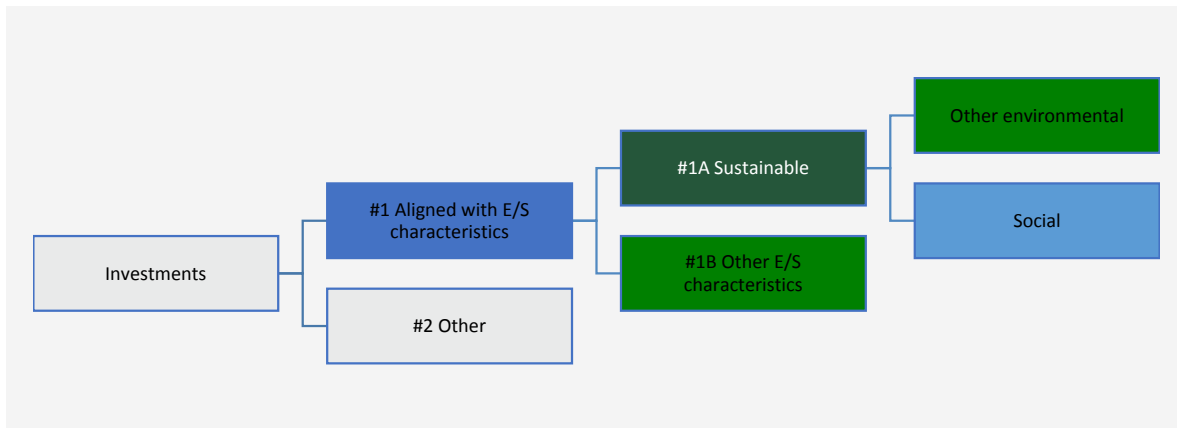 Other environmental
#1A Sustainable
#1 Aligned with E/S
characteristics
Social
Investments
#1B Other E/S
characteristics
#2 Other